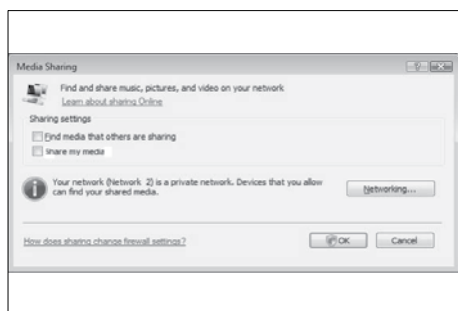 Media Sharing
Find and share music, pictures, and video on your network
Learn about sharing Online
Sharing settings
Find media that others are sharing
Share my media
Your network (Network 2) is a private network. Devices that you allow
can find your shared media.
Networking...
How does sharing change firewall settings?
OK
Cancel